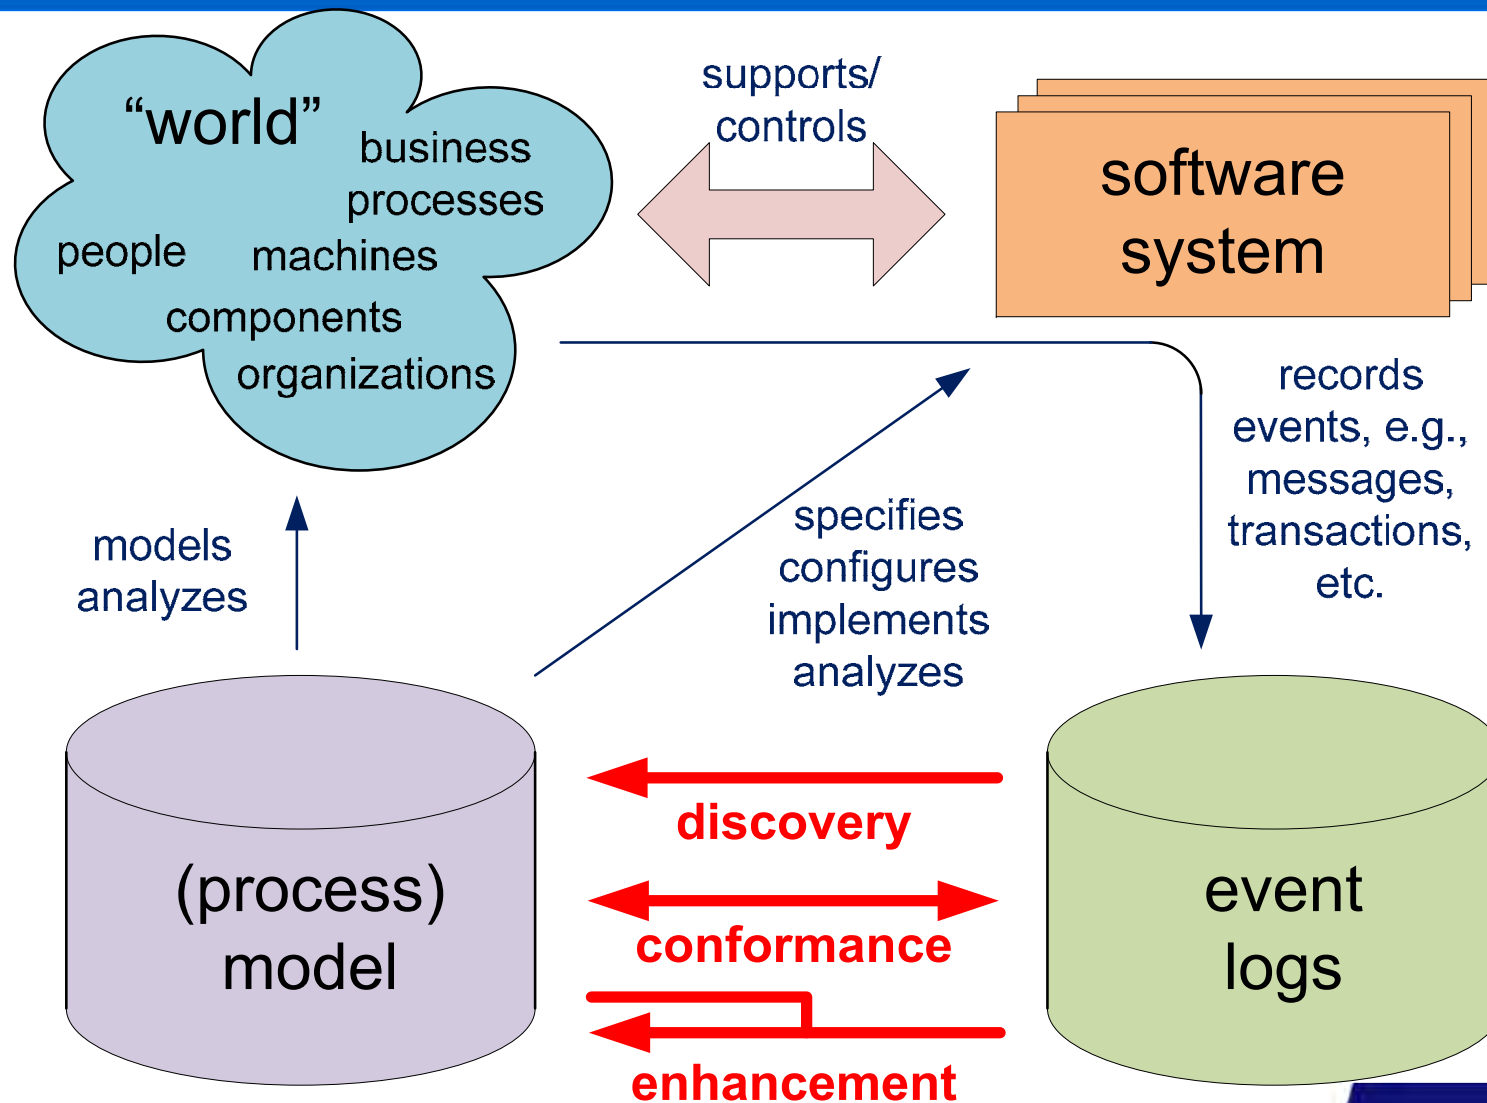 “world”
business
processes
people
machines
components
organizations
supports/
controls
software
system
records
events, e.g.,
messages,
transactions,
etc.
models
analyzes
specifies
configures
implements
analyzes
(process)
model
discovery
conformance
enhancement
event
logs